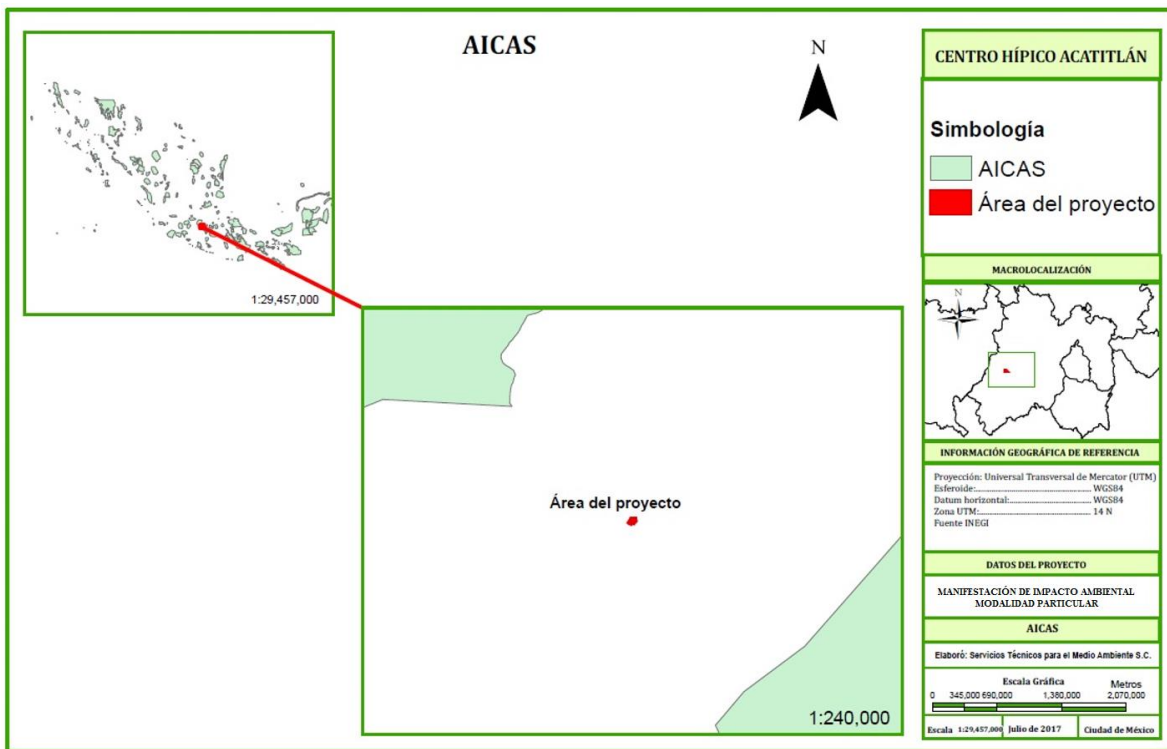 AICAS
N
1:29,457,000
Área del proyecto
1:240,000
CENTRO HÍPICO ACATITLÁN
Simbología
AICAS
Área del proyecto
MACROLOCALIZACIÓN
N
INFORMACIÓN GEOGRÁFICA DE REFERENCIA
Proyección: Universal Transversal de Mercator (UTM)
Esferoide:.......................................... WGS84
Datum horizontal:.............................. WGS84
Zona UTM:......................................... 14 N
Fuente INEGI
DATOS DEL PROYECTO
MANIFESTACIÓN DE IMPACTO AMBIENTAL
MODALIDAD PARTICULAR
AICAS
Elaboró: Servicios Técnicos para el Medio Ambiente S.C.
Escala Gráfica Metros
0 345,000 690,000 1,380,000 2,070,000
Escala 1:29,457,000 Julio de 2017 Ciudad de México